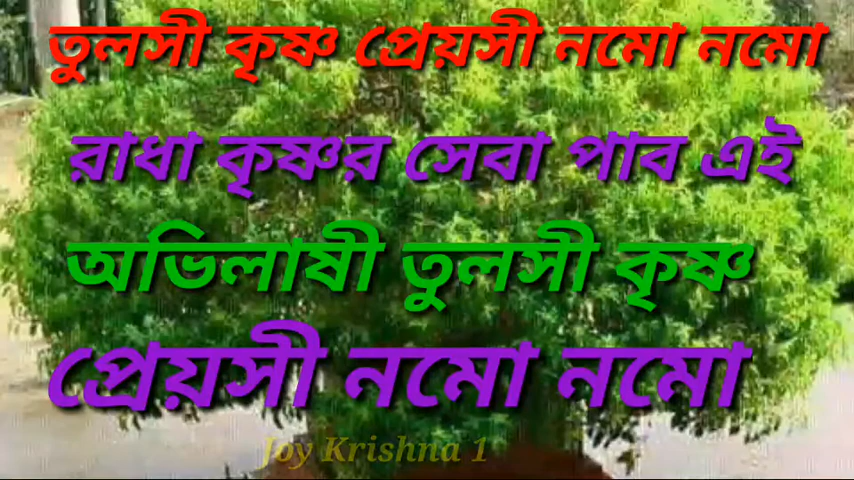 তুলসী কৃষ্ণ প্রেয়সী নমো নমো
রাধা কৃষ্ণর সেবা পাব এই
অভিলাষী তুলসী কৃষ্ণ
প্রেয়সী নমো নমো
Joy Krishna 1